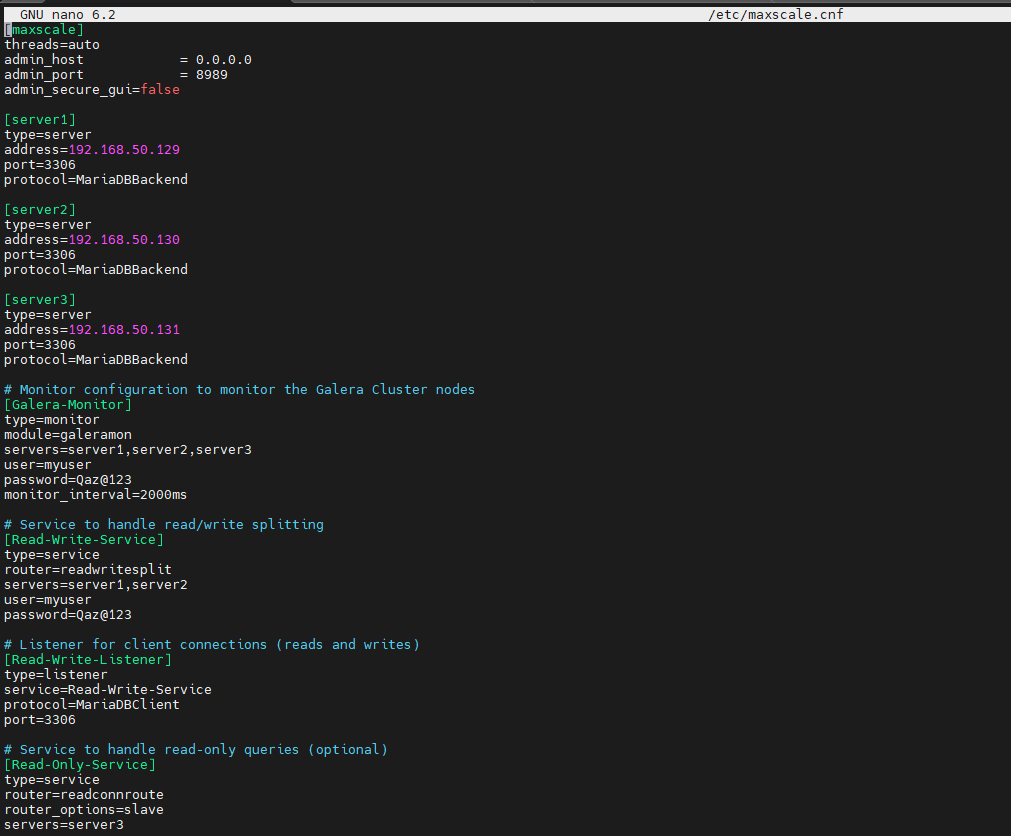 GNU nano 6.2 /etc/maxscale.cnf
[maxscale]
threads=auto
admin_host = 0.0.0.0
admin_port = 8989
admin_secure_gui=false
[server1]
type=server
address=192.168.50.129
port=3306
protocol=MariaDBBackend
[server2]
type=server
address=192.168.50.130
port=3306
protocol=MariaDBBackend
[server3]
type=server
address=192.168.50.131
port=3306
protocol=MariaDBBackend
# Monitor configuration to monitor the Galera Cluster nodes
[Galera-Monitor]
type=monitor
module=galeramon
servers=server1,server2,server3
user=myuser
password=Qaz@123
monitor_interval=2000ms
# Service to handle read/write splitting
[Read-Write-Service]
type=service
router=readwritesplit
servers=server1,server2
user=myuser
password=Qaz@123
# Listener for client connections (reads and writes)
[Read-Write-Listener]
type=listener
service=Read-Write-Service
protocol=MariaDBClient
port=3306
# Service to handle read-only queries (optional)
[Read-Only-Service]
type=service
router=readconnroute
router_options=slave
servers=server3